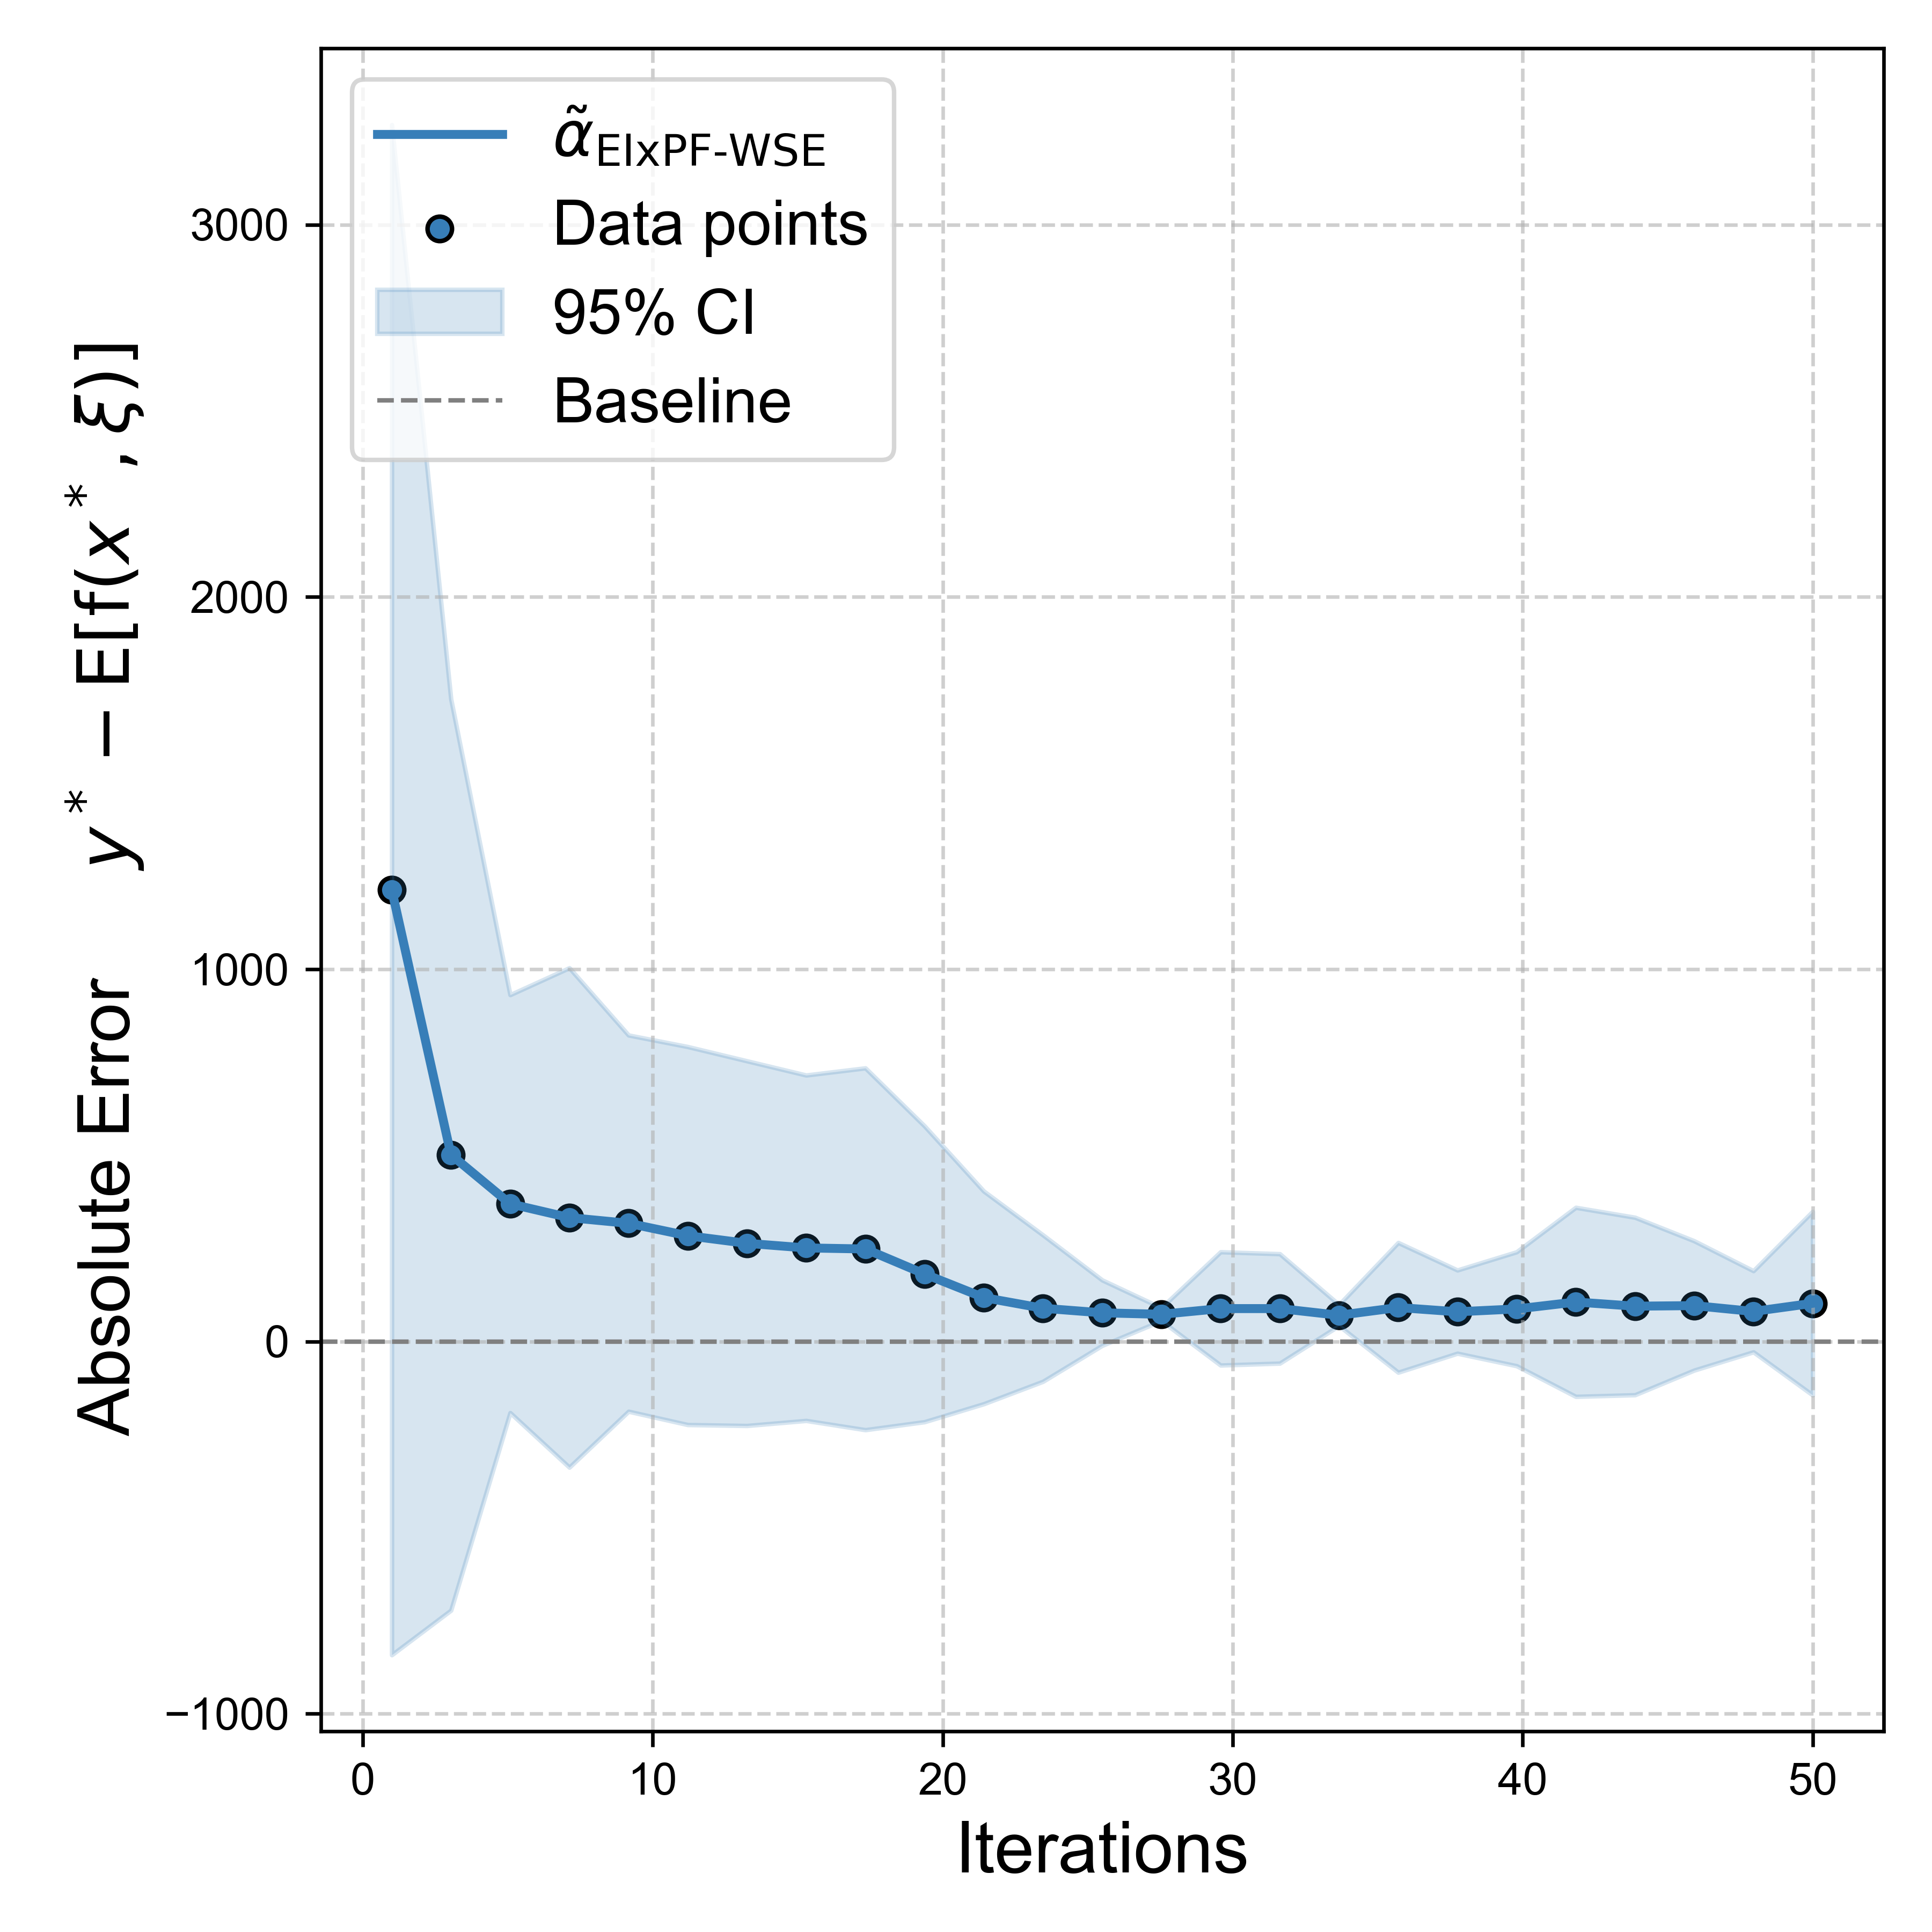 α̃EIxPF-WSE
Data points
95% CI
Baseline
Absolute Error y* − E[f(x*,ξ)]
3000
2000
1000
0
−1000
0 10 20 30 40 50
Iterations